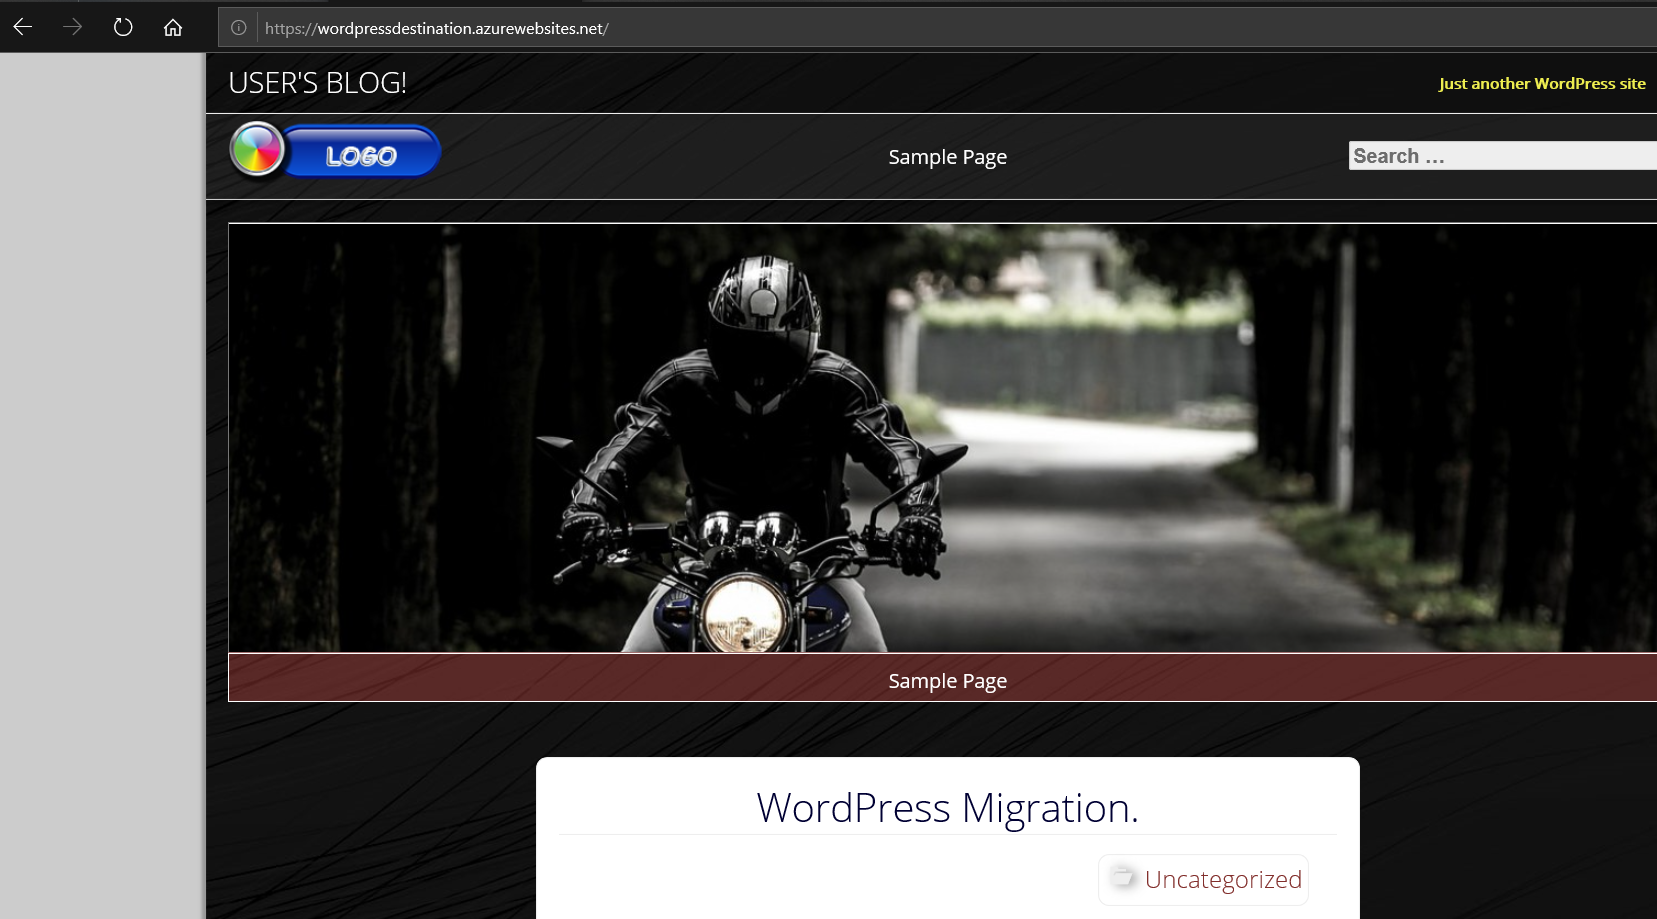 https://wordpressdestination.azurewebsites.net/
USER'S BLOG!
Just another WordPress site
LOGO
Sample Page
Search ...
Sample Page
WordPress Migration.
Uncategorized